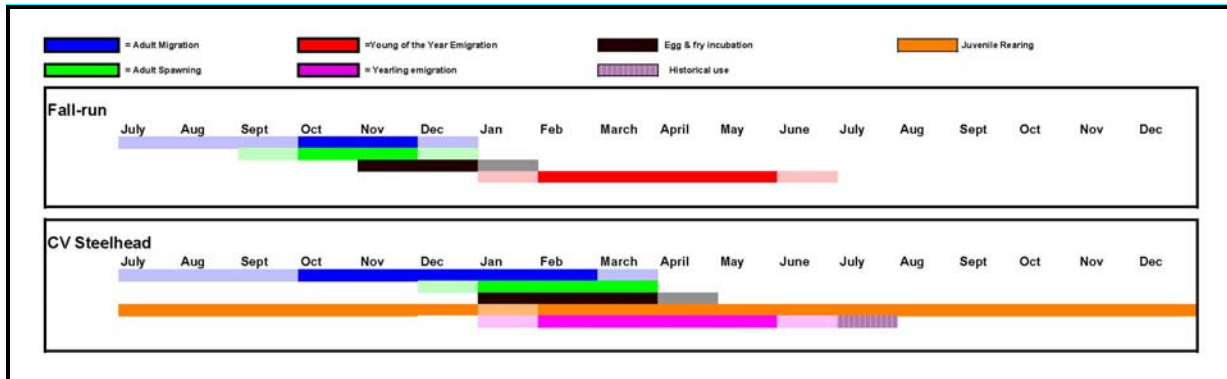 = Adult Migration =Young of the Year Emigration Egg & fry incubation Juvenile Rearing
= Adult Spawning = Yearling emigration Historical use
Fall-run
July Aug Sept Oct Nov Dec Jan Feb March April May June July Aug Sept Oct Nov Dec
CV Steelhead
July Aug Sept Oct Nov Dec Jan Feb March April May June July Aug Sept Oct Nov Dec